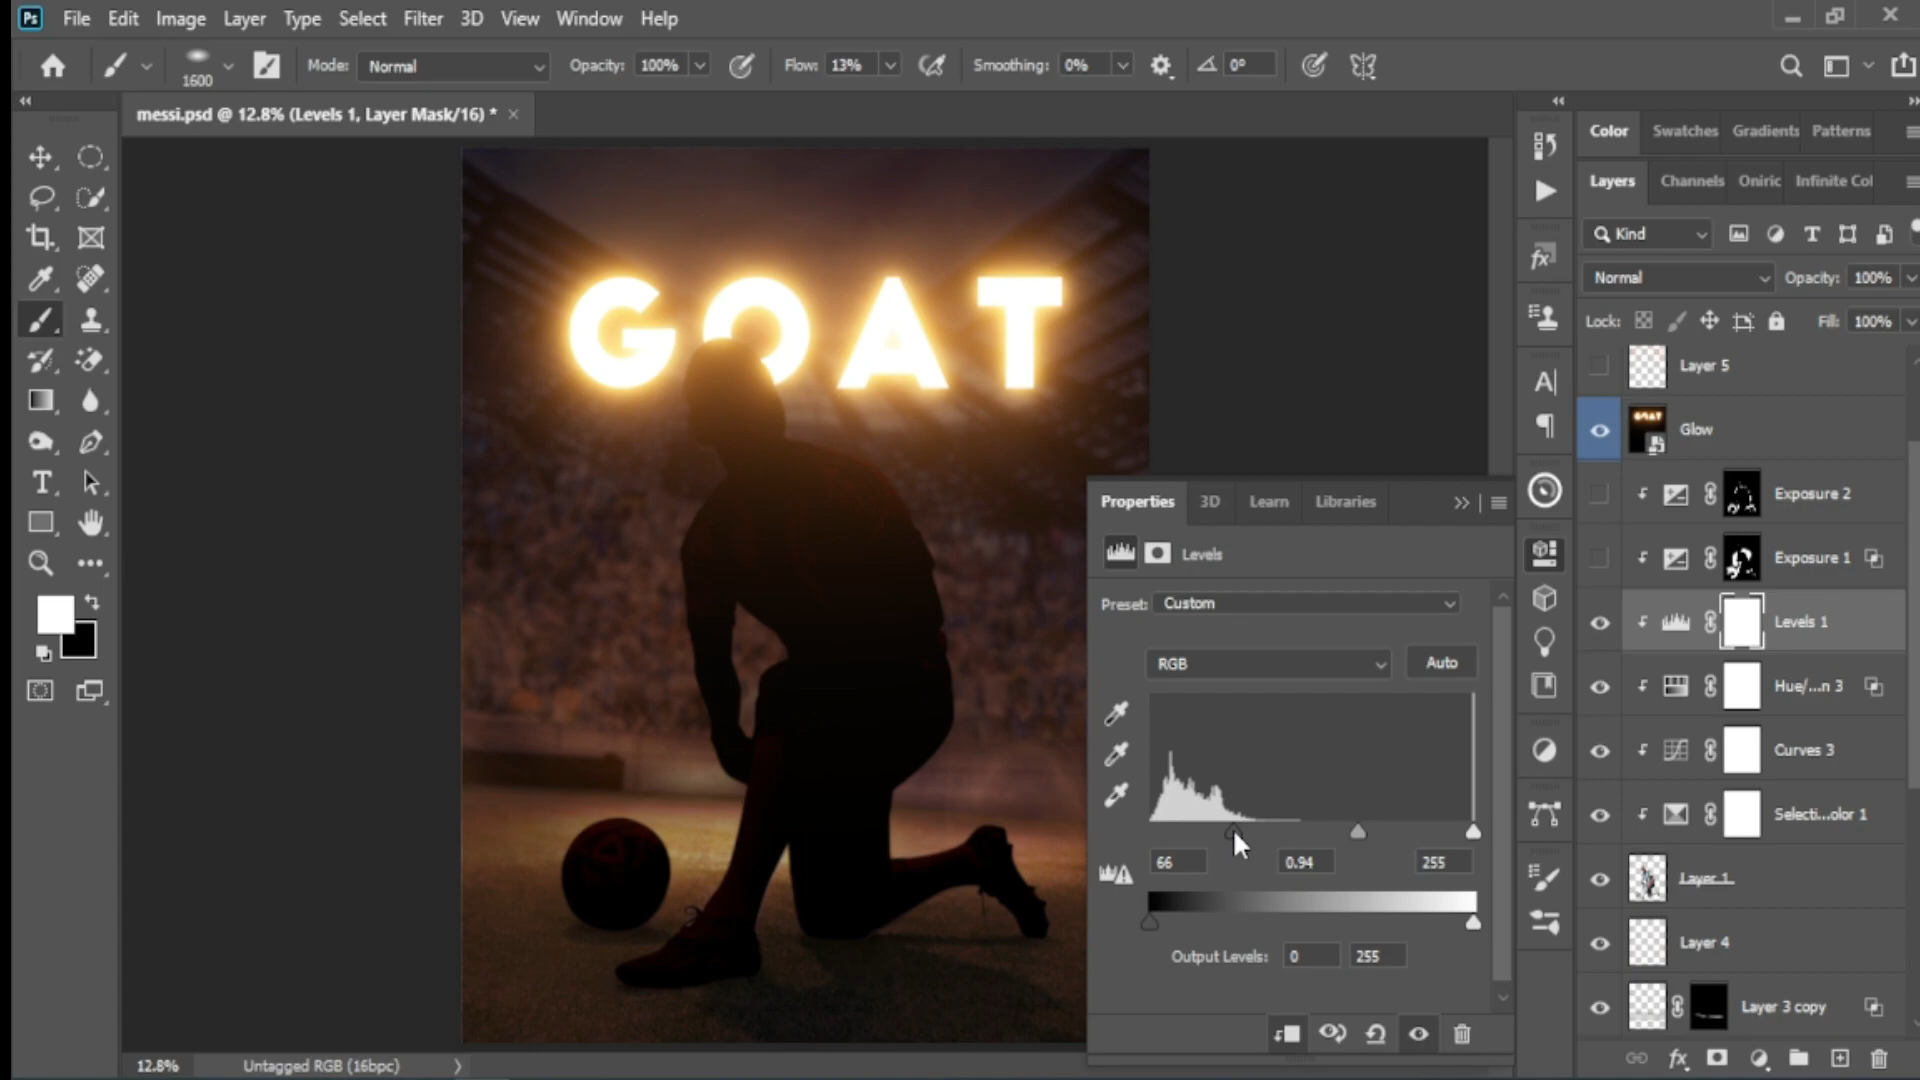 Ps File Edit Image Layer Type Select Filter 3D View Window Help
1600 Mode: Normal Opacity: 100% Flow: 13% Smoothing: 0% 0°
messi.psd @ 12.8% (Levels 1, Layer Mask/16) * ×
Color Swatches Gradients Patterns
Layers Channels Oniric Infinite Col
Kind
Normal Opacity: 100%
Lock: Fill: 100%
Layer 5
Glow
Exposure 2
Exposure 1
Levels 1
Hue/...n 3
Curves 3
Selecti...olor 1
Layer 1
Layer 4
Layer 3 copy
GOAT
Properties 3D Learn Libraries
Levels
Preset: Custom
RGB Auto
66 0.94 255
Output Levels: 0 255
12.8% Untagged RGB (16bpc)